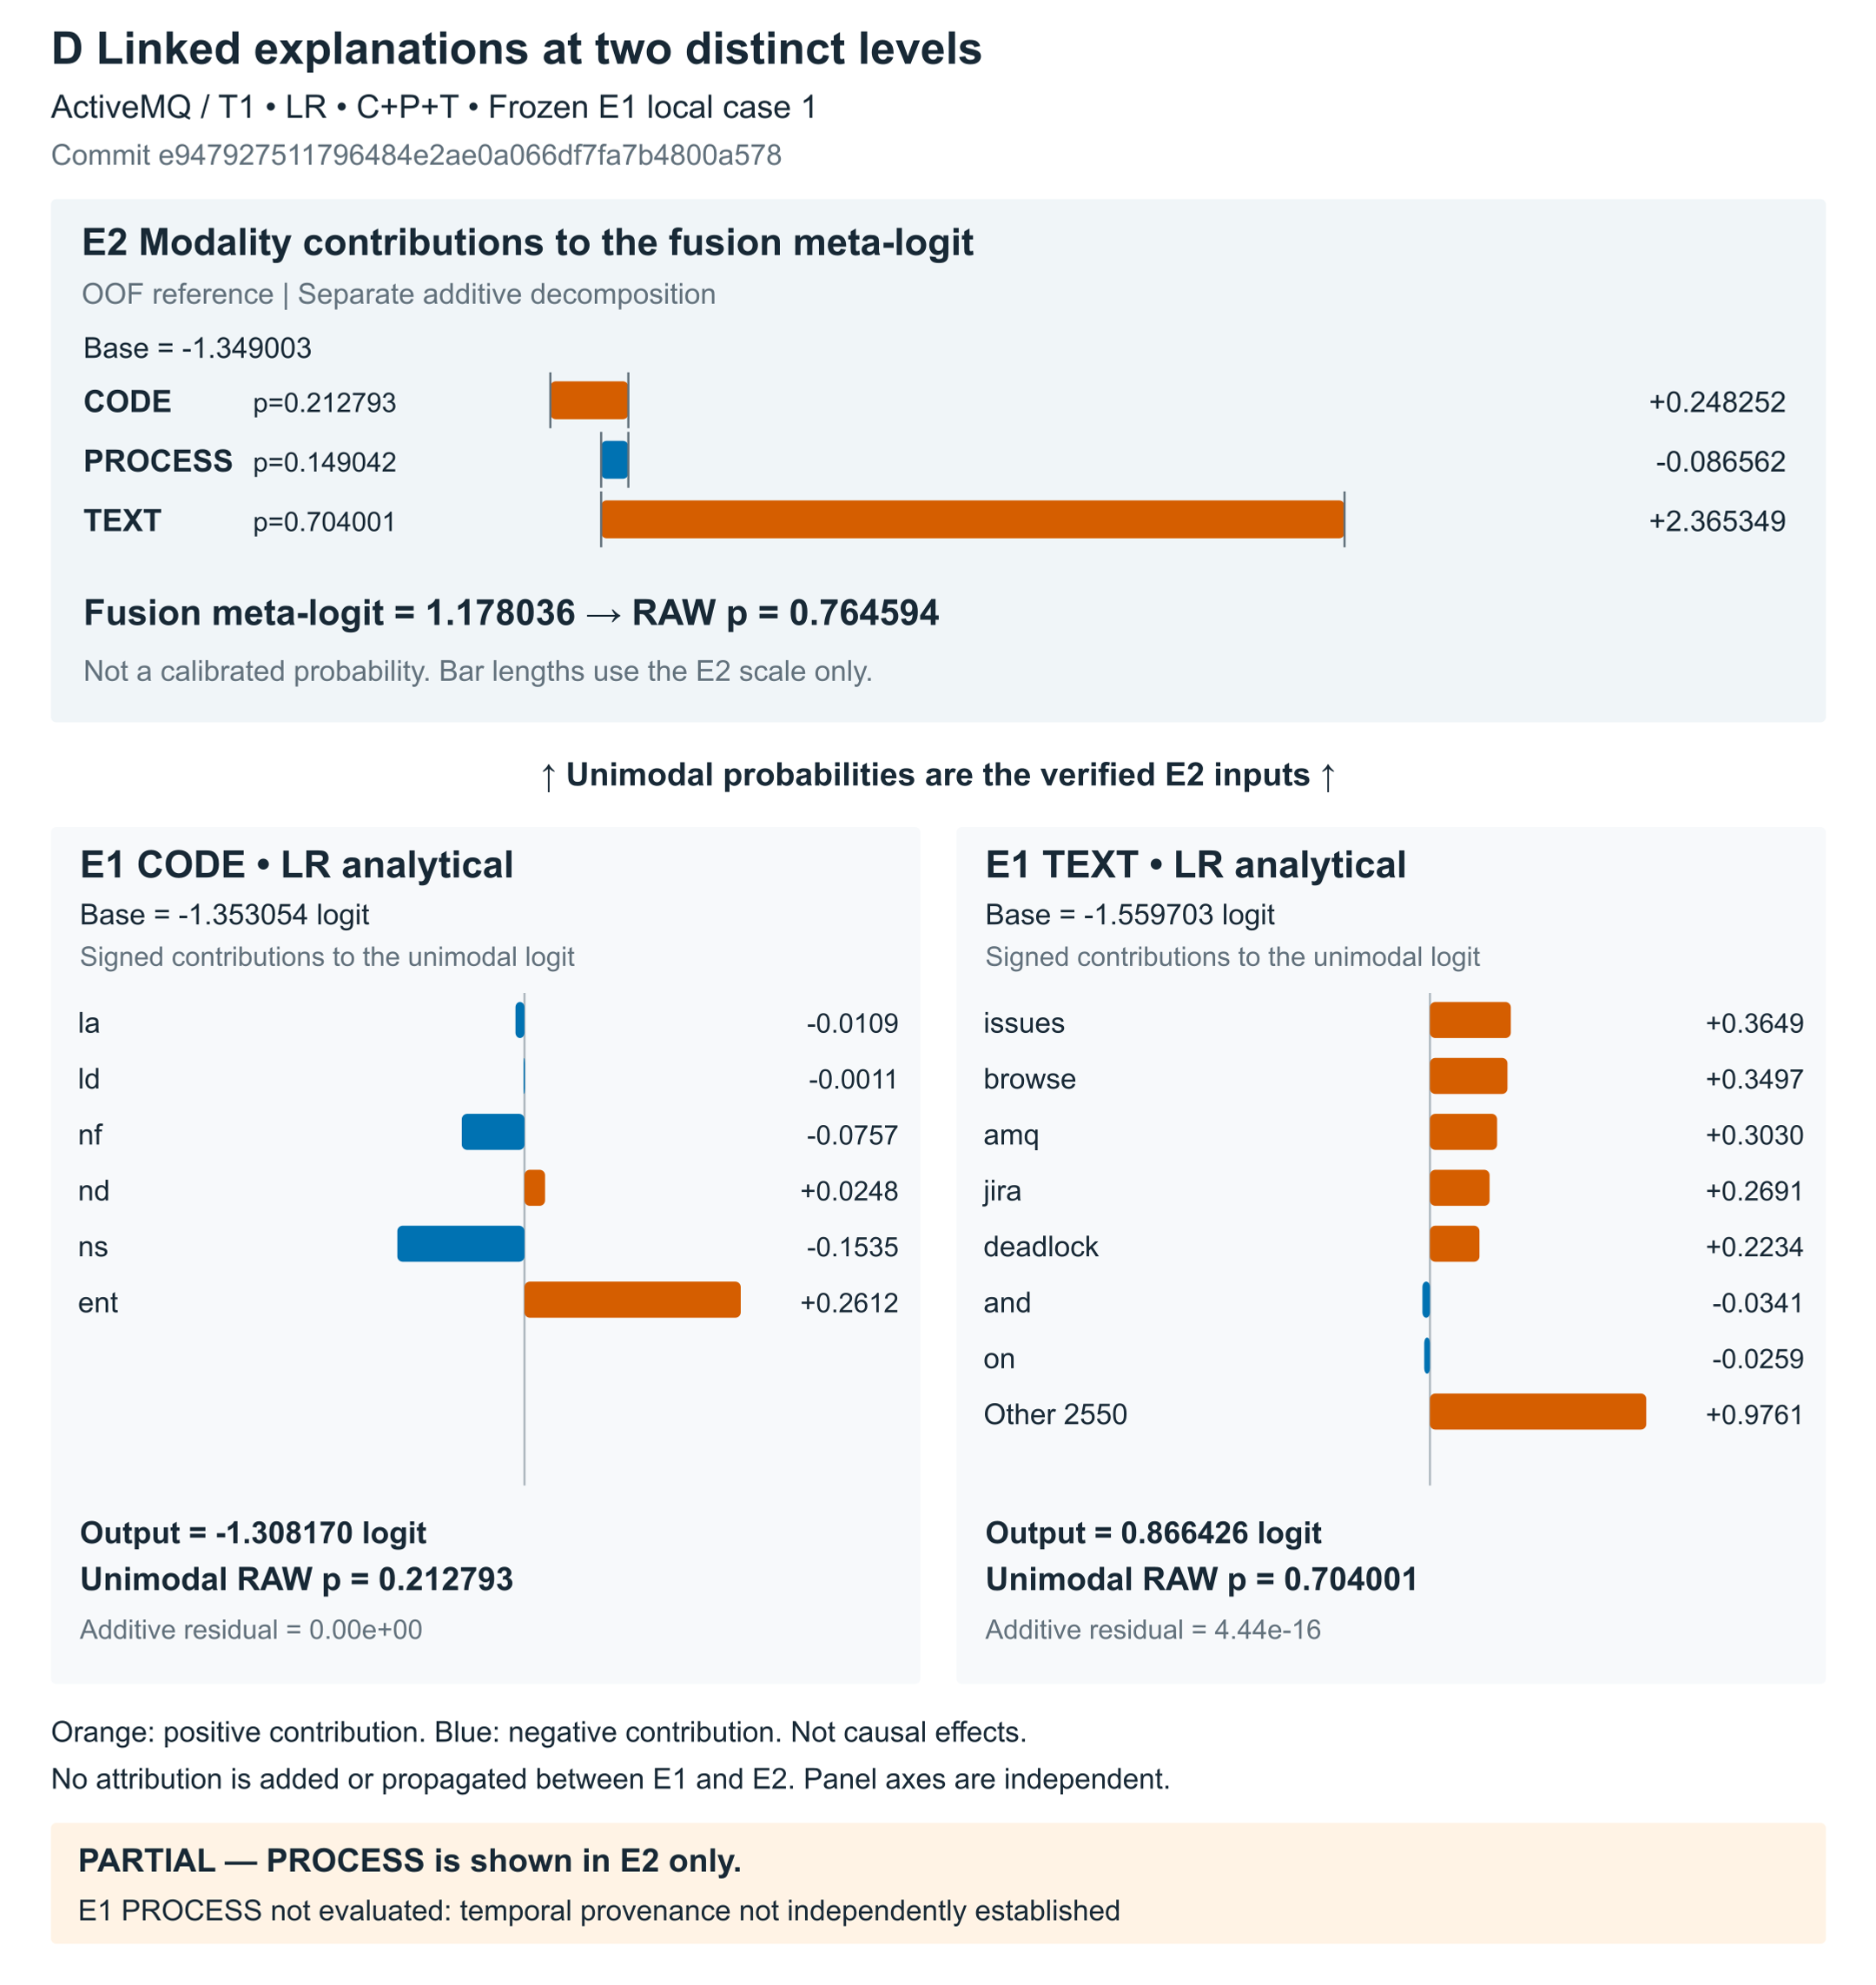 D Linked explanations at two distinct levels
ActiveMQ / T1 • LR • C+P+T • Frozen E1 local case 1
Commit e947927511796484e2ae0a066df7fa7b4800a578
E2 Modality contributions to the fusion meta-logit
OOF reference | Separate additive decomposition
Base = -1.349003
CODE p=0.212793 +0.248252
PROCESS p=0.149042 -0.086562
TEXT p=0.704001 +2.365349
Fusion meta-logit = 1.178036 → RAW p = 0.764594
Not a calibrated probability. Bar lengths use the E2 scale only.
↑ Unimodal probabilities are the verified E2 inputs ↑
E1 CODE • LR analytical
Base = -1.353054 logit
Signed contributions to the unimodal logit
la -0.0109
ld -0.0011
nf -0.0757
nd +0.0248
ns -0.1535
ent +0.2612
Output = -1.308170 logit
Unimodal RAW p = 0.212793
Additive residual = 0.00e+00
E1 TEXT • LR analytical
Base = -1.559703 logit
Signed contributions to the unimodal logit
issues +0.3649
browse +0.3497
amq +0.3030
jira +0.2691
deadlock +0.2234
and -0.0341
on -0.0259
Other 2550 +0.9761
Output = 0.866426 logit
Unimodal RAW p = 0.704001
Additive residual = 4.44e-16
Orange: positive contribution. Blue: negative contribution. Not causal effects.
No attribution is added or propagated between E1 and E2. Panel axes are independent.
PARTIAL — PROCESS is shown in E2 only.
E1 PROCESS not evaluated: temporal provenance not independently established